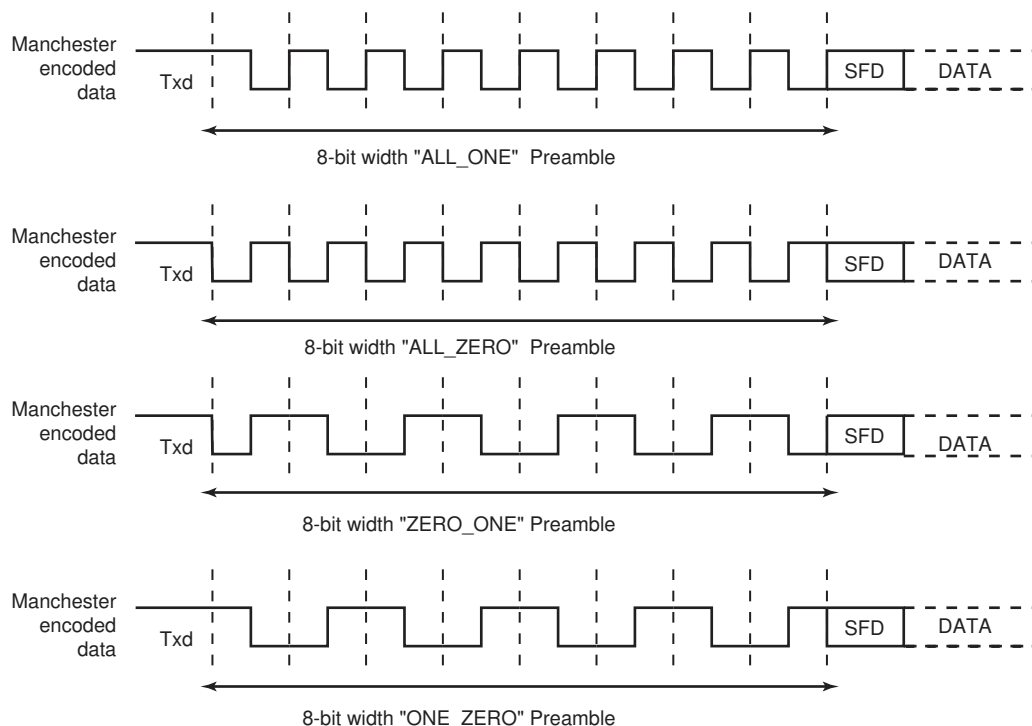 Manchester
encoded
data
Txd
SFD
DATA
8-bit width "ALL_ONE" Preamble
Manchester
encoded
data
Txd
SFD
DATA
8-bit width "ALL_ZERO" Preamble
Manchester
encoded
data
Txd
SFD
DATA
8-bit width "ZERO_ONE" Preamble
Manchester
encoded
data
Txd
SFD
DATA
8-bit width "ONE_ZERO" Preamble